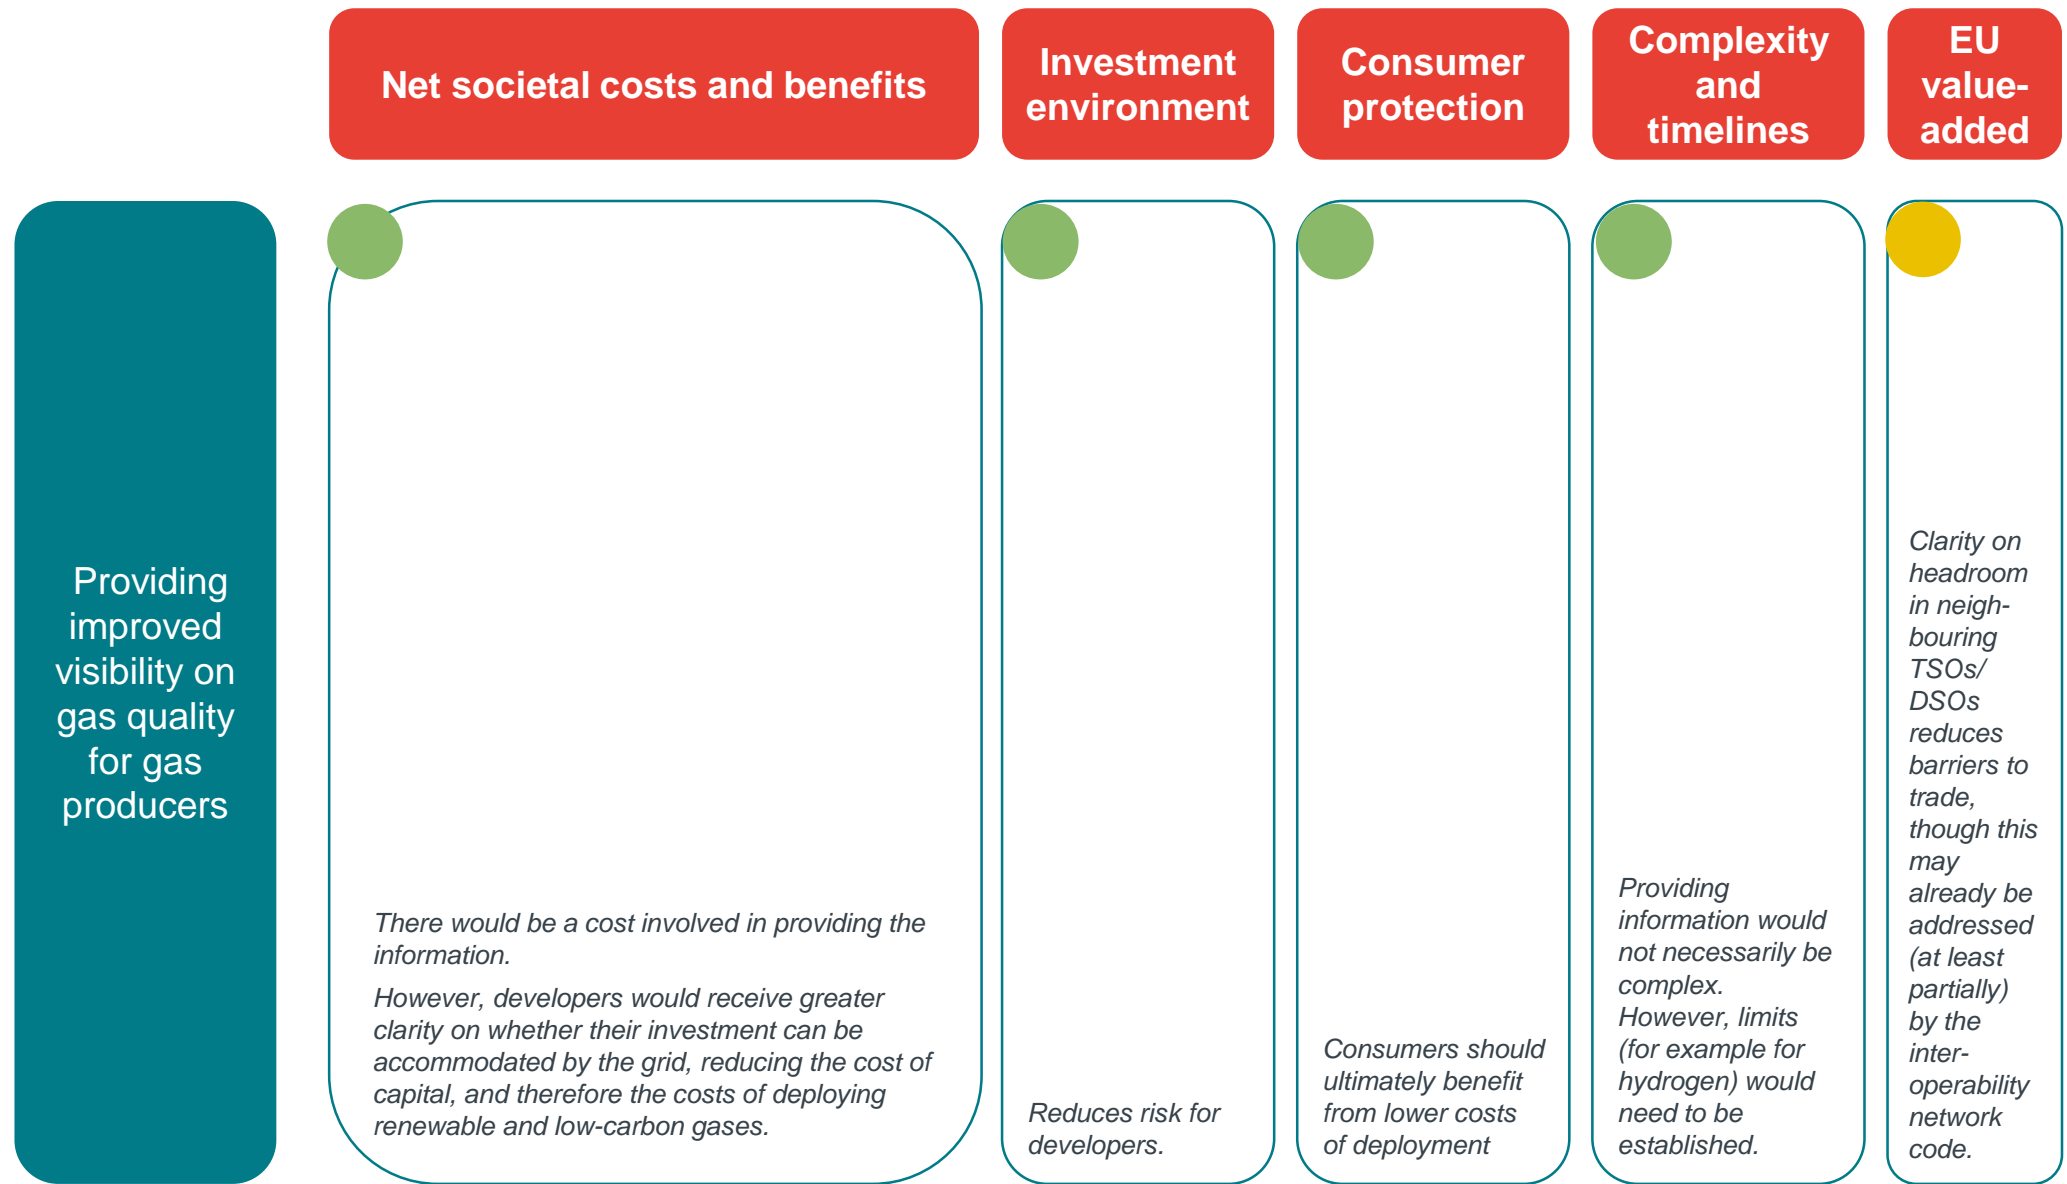 Net societal costs and benefits
Investment
environment
Consumer
protection
Complexity
and
timelines
EU
value-
added
Providing
improved
visibility on
gas quality
for gas
producers
There would be a cost involved in providing the
information.
However, developers would receive greater
clarity on whether their investment can be
accommodated by the grid, reducing the cost of
capital, and therefore the costs of deploying
renewable and low-carbon gases.
Reduces risk for
developers.
Consumers should
ultimately benefit
from lower costs
of deployment
Providing
information would
not necessarily be
complex.
However, limits
(for example for
hydrogen) would
need to be
established.
Clarity on
headroom
in neigh-
bouring
TSOs/
DSOs
reduces
barriers to
trade,
though this
may
already be
addressed
(at least
partially)
by the
inter-
operability
network
code.